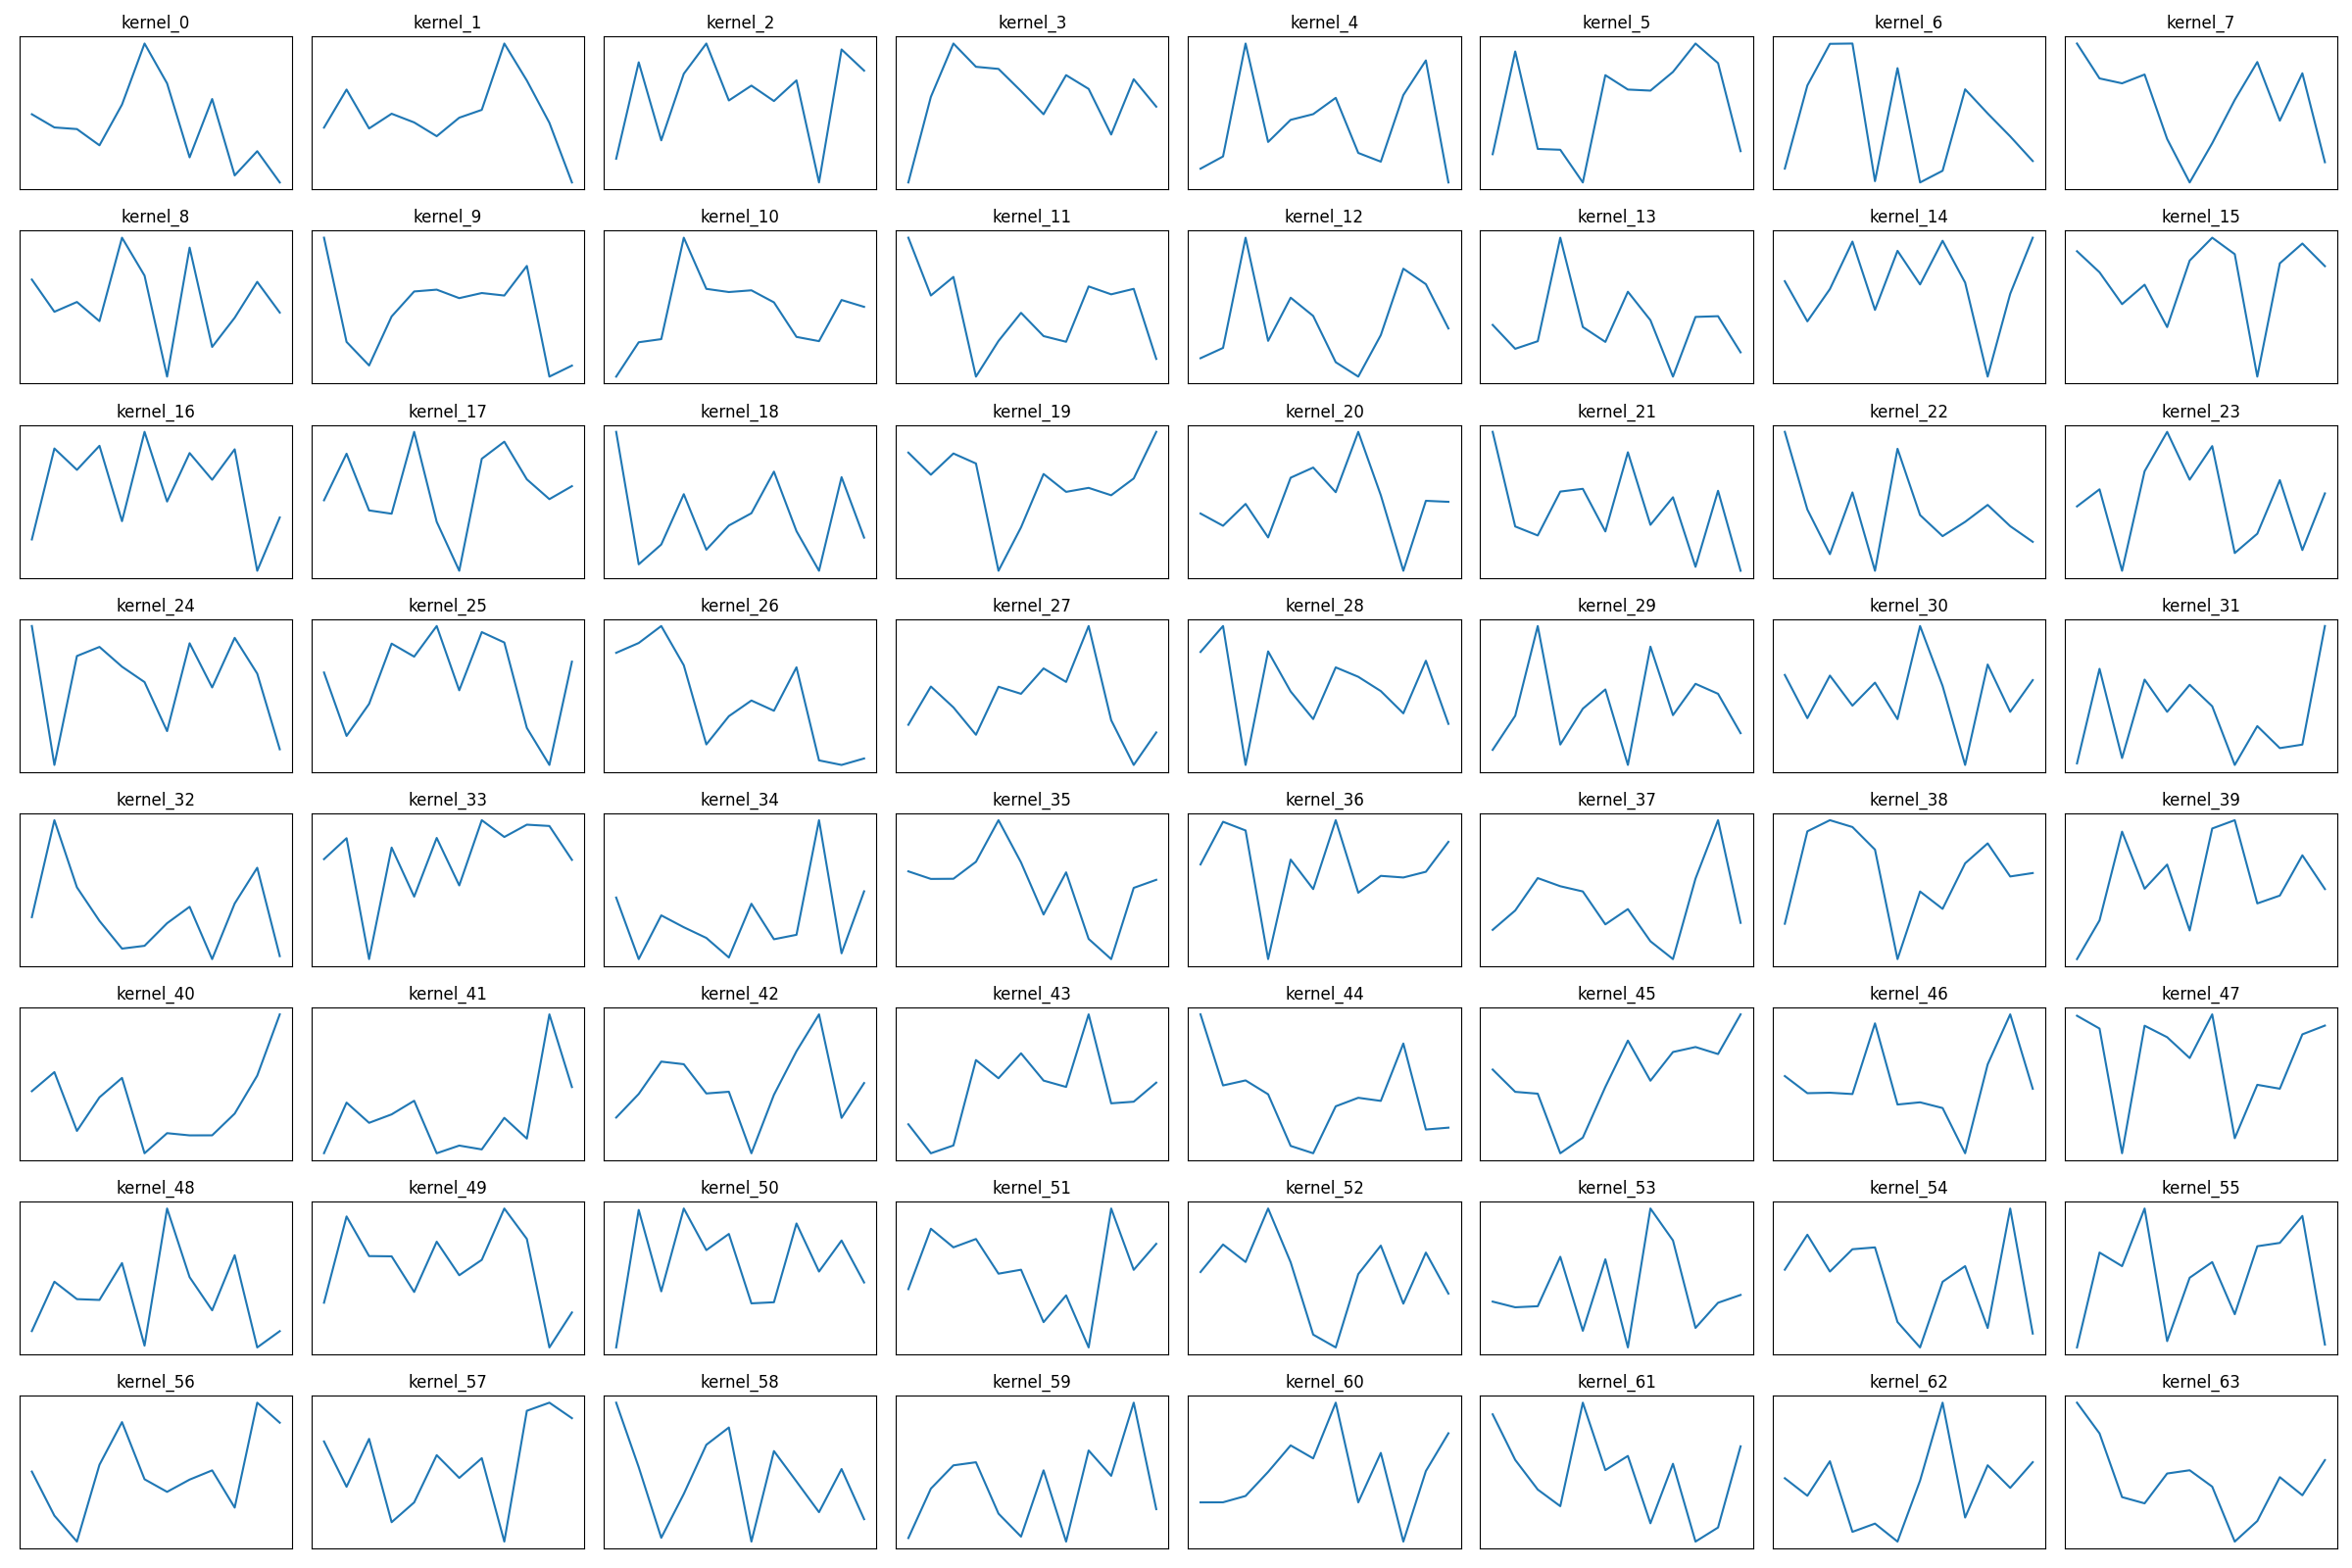 kernel_0 kernel_1 kernel_2 kernel_3 kernel_4 kernel_5 kernel_6 kernel_7
kernel_8 kernel_9 kernel_10 kernel_11 kernel_12 kernel_13 kernel_14 kernel_15
kernel_16 kernel_17 kernel_18 kernel_19 kernel_20 kernel_21 kernel_22 kernel_23
kernel_24 kernel_25 kernel_26 kernel_27 kernel_28 kernel_29 kernel_30 kernel_31
kernel_32 kernel_33 kernel_34 kernel_35 kernel_36 kernel_37 kernel_38 kernel_39
kernel_40 kernel_41 kernel_42 kernel_43 kernel_44 kernel_45 kernel_46 kernel_47
kernel_48 kernel_49 kernel_50 kernel_51 kernel_52 kernel_53 kernel_54 kernel_55
kernel_56 kernel_57 kernel_58 kernel_59 kernel_60 kernel_61 kernel_62 kernel_63